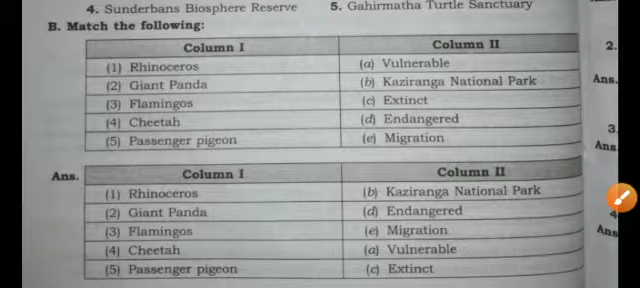 4. Sunderbans Biosphere Reserve 5. Gahirmatha Turtle Sanctuary
B. Match the following:
Column I Column II
(1) Rhinoceros (a) Vulnerable
(2) Giant Panda (b) Kaziranga National Park
(3) Flamingos (c) Extinct
(4) Cheetah (d) Endangered
(5) Passenger pigeon (e) Migration
Ans. Column I Column II
(1) Rhinoceros (b) Kaziranga National Park
(2) Giant Panda (d) Endangered
(3) Flamingos (e) Migration
(4) Cheetah (a) Vulnerable
(5) Passenger pigeon (c) Extinct
2.
Ans.
3.
Ans.
4
Ans